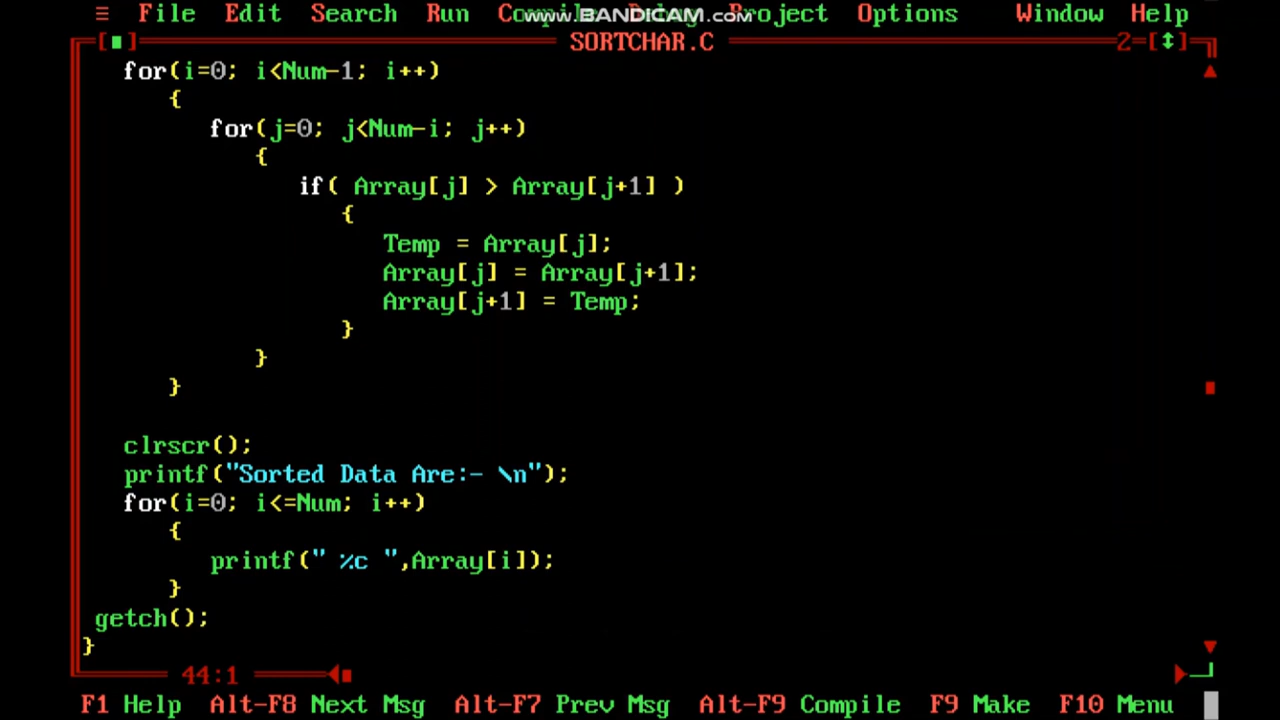 ≡ File Edit Search Run Compile Debug Project Options Window Help
www.BANDICAM.com
[■] SORTCHAR.C 2=[↕]
for(i=0; i<Num-1; i++)
{
for(j=0; j<Num-i; j++)
{
if( Array[j] > Array[j+1] )
{
Temp = Array[j];
Array[j] = Array[j+1];
Array[j+1] = Temp;
}
}
}
clrscr();
printf("Sorted Data Are:- \n");
for(i=0; i<=Num; i++)
{
printf(" %c ",Array[i]);
}
getch();
}
44:1
F1 Help Alt-F8 Next Msg Alt-F7 Prev Msg Alt-F9 Compile F9 Make F10 Menu